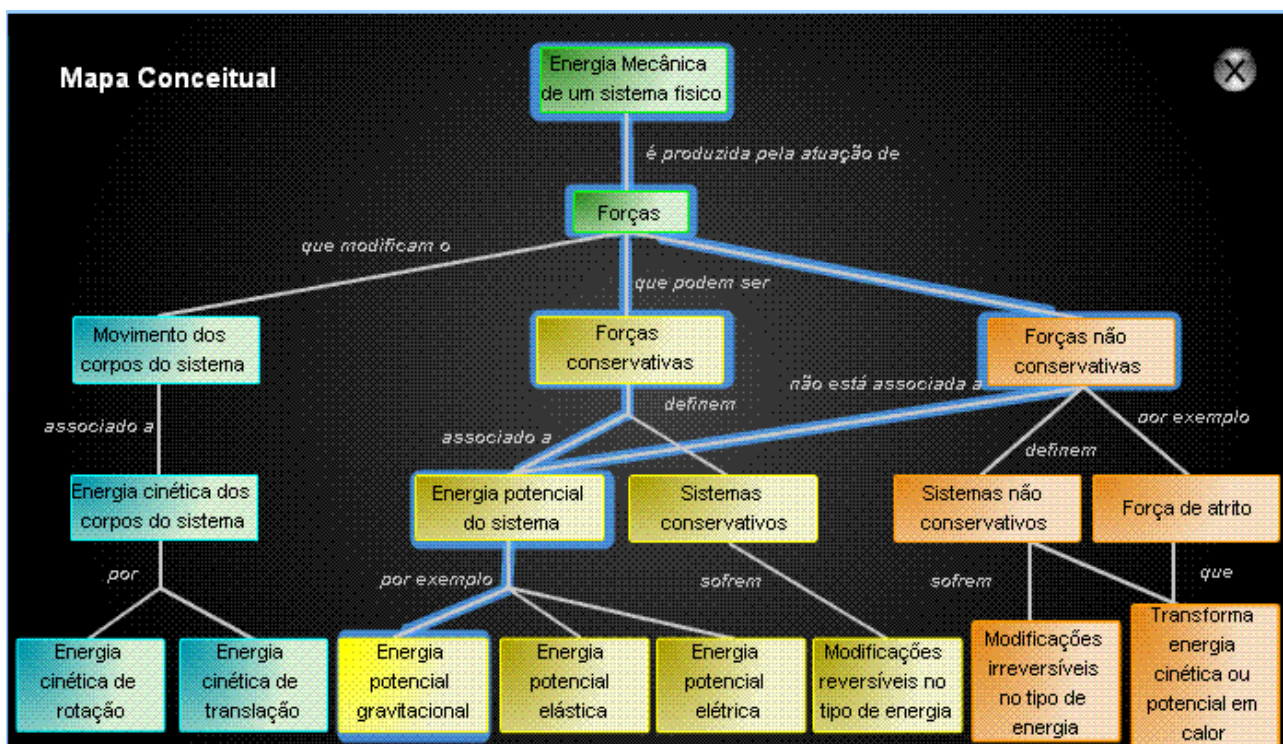 Mapa Conceitual
X
Energia Mecânica
de um sistema fisico
é produzida pela atuação de
Forças
que modificam o
que podem ser
Movimento dos
corpos do sistema
Forças
conservativas
Forças não
conservativas
não está associada a
definem
associado a
associado a
por exemplo
definem
Energia cinética dos
corpos do sistema
Energia potencial
do sistema
Sistemas
conservativos
Sistemas não
conservativos
Força de atrito
por
por exemplo
sofrem
sofrem
que
Energia
cinética de
rotação
Energia
cinética de
translação
Energia
potencial
gravitacional
Energia
potencial
elástica
Energia
potencial
elétrica
Modificações
reversíveis no
tipo de energia
Modificações
irreversíveis
no tipo de
energia
Transforma
energia
cinética ou
potencial em
calor